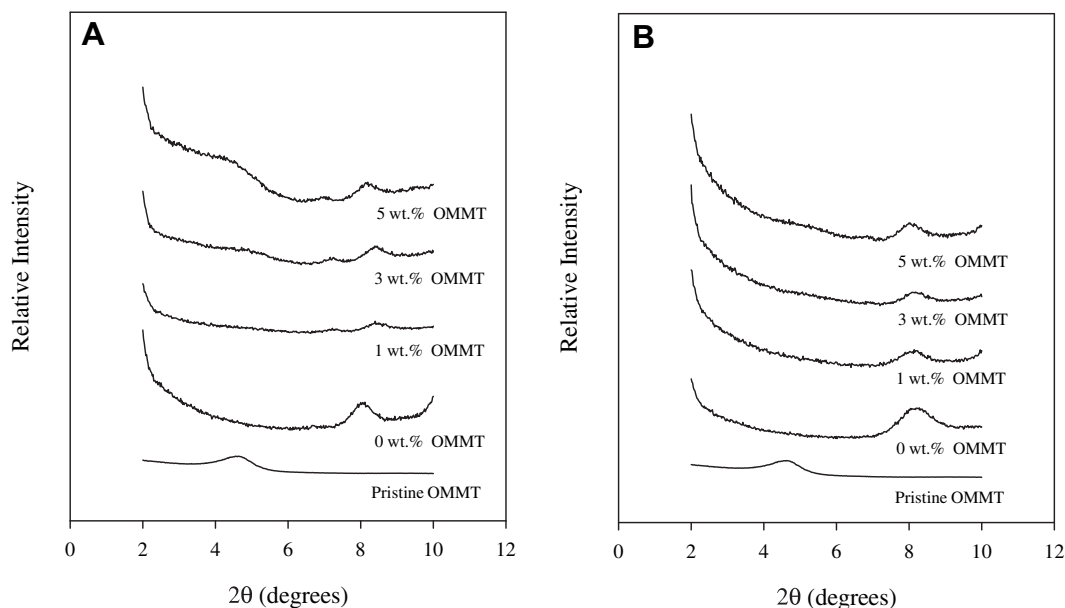 A
Relative Intensity
5 wt.% OMMT
3 wt.% OMMT
1 wt.% OMMT
0 wt.% OMMT
Pristine OMMT
0 2 4 6 8 10 12
2θ (degrees)
B
Relative Intensity
5 wt.% OMMT
3 wt.% OMMT
1 wt.% OMMT
0 wt.% OMMT
Pristine OMMT
0 2 4 6 8 10 12
2θ (degrees)